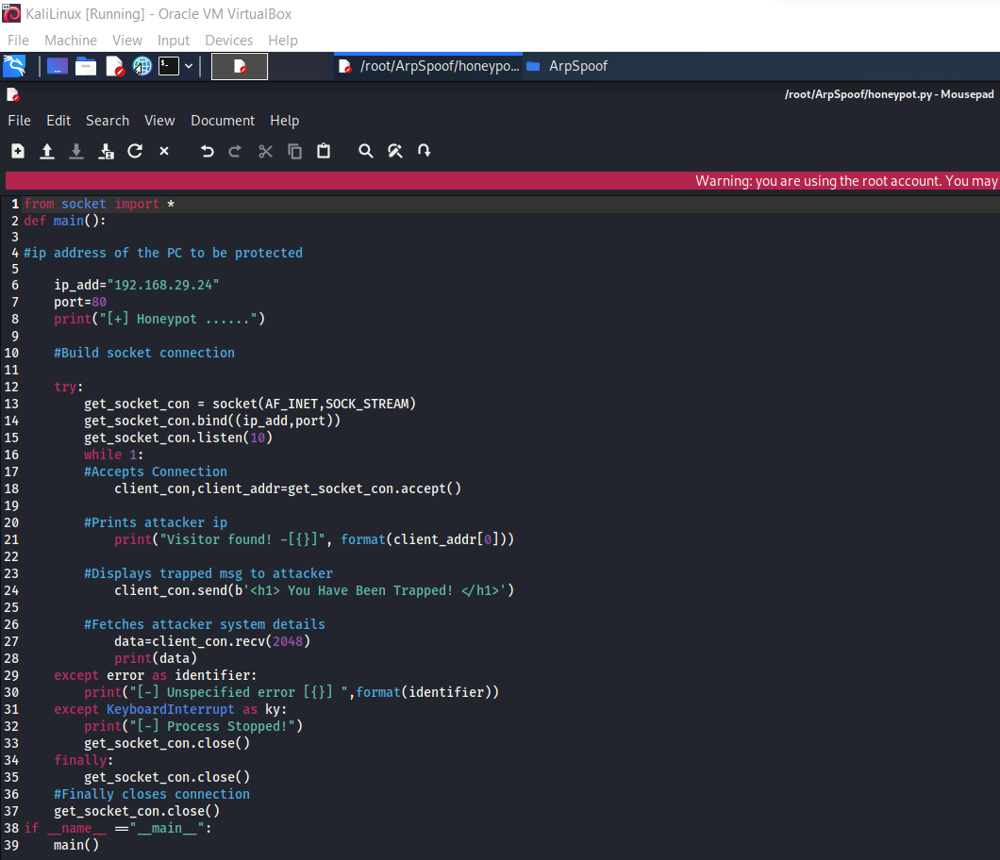 KaliLinux [Running] - Oracle VM VirtualBox
File Machine View Input Devices Help
/root/ArpSpoof/honeypo... ArpSpoof
/root/ArpSpoof/honeypot.py - Mousepad
File Edit Search View Document Help
Warning: you are using the root account. You may
1 from socket import *
2 def main():
3
4 #ip address of the PC to be protected
5
6     ip_add="192.168.29.24"
7     port=80
8     print("[+] Honeypot ......")
9
10     #Build socket connection
11
12     try:
13         get_socket_con = socket(AF_INET,SOCK_STREAM)
14         get_socket_con.bind((ip_add,port))
15         get_socket_con.listen(10)
16         while 1:
17         #Accepts Connection
18             client_con,client_addr=get_socket_con.accept()
19
20         #Prints attacker ip
21             print("Visitor found! -[{}]", format(client_addr[0]))
22
23         #Displays trapped msg to attacker
24             client_con.send(b'<h1> You Have Been Trapped! </h1>')
25
26         #Fetches attacker system details
27             data=client_con.recv(2048)
28             print(data)
29     except error as identifier:
30         print("[-] Unspecified error [{}] ",format(identifier))
31     except KeyboardInterrupt as ky:
32         print("[-] Process Stopped!")
33         get_socket_con.close()
34     finally:
35         get_socket_con.close()
36     #Finally closes connection
37     get_socket_con.close()
38 if __name__ =="__main__":
39     main()